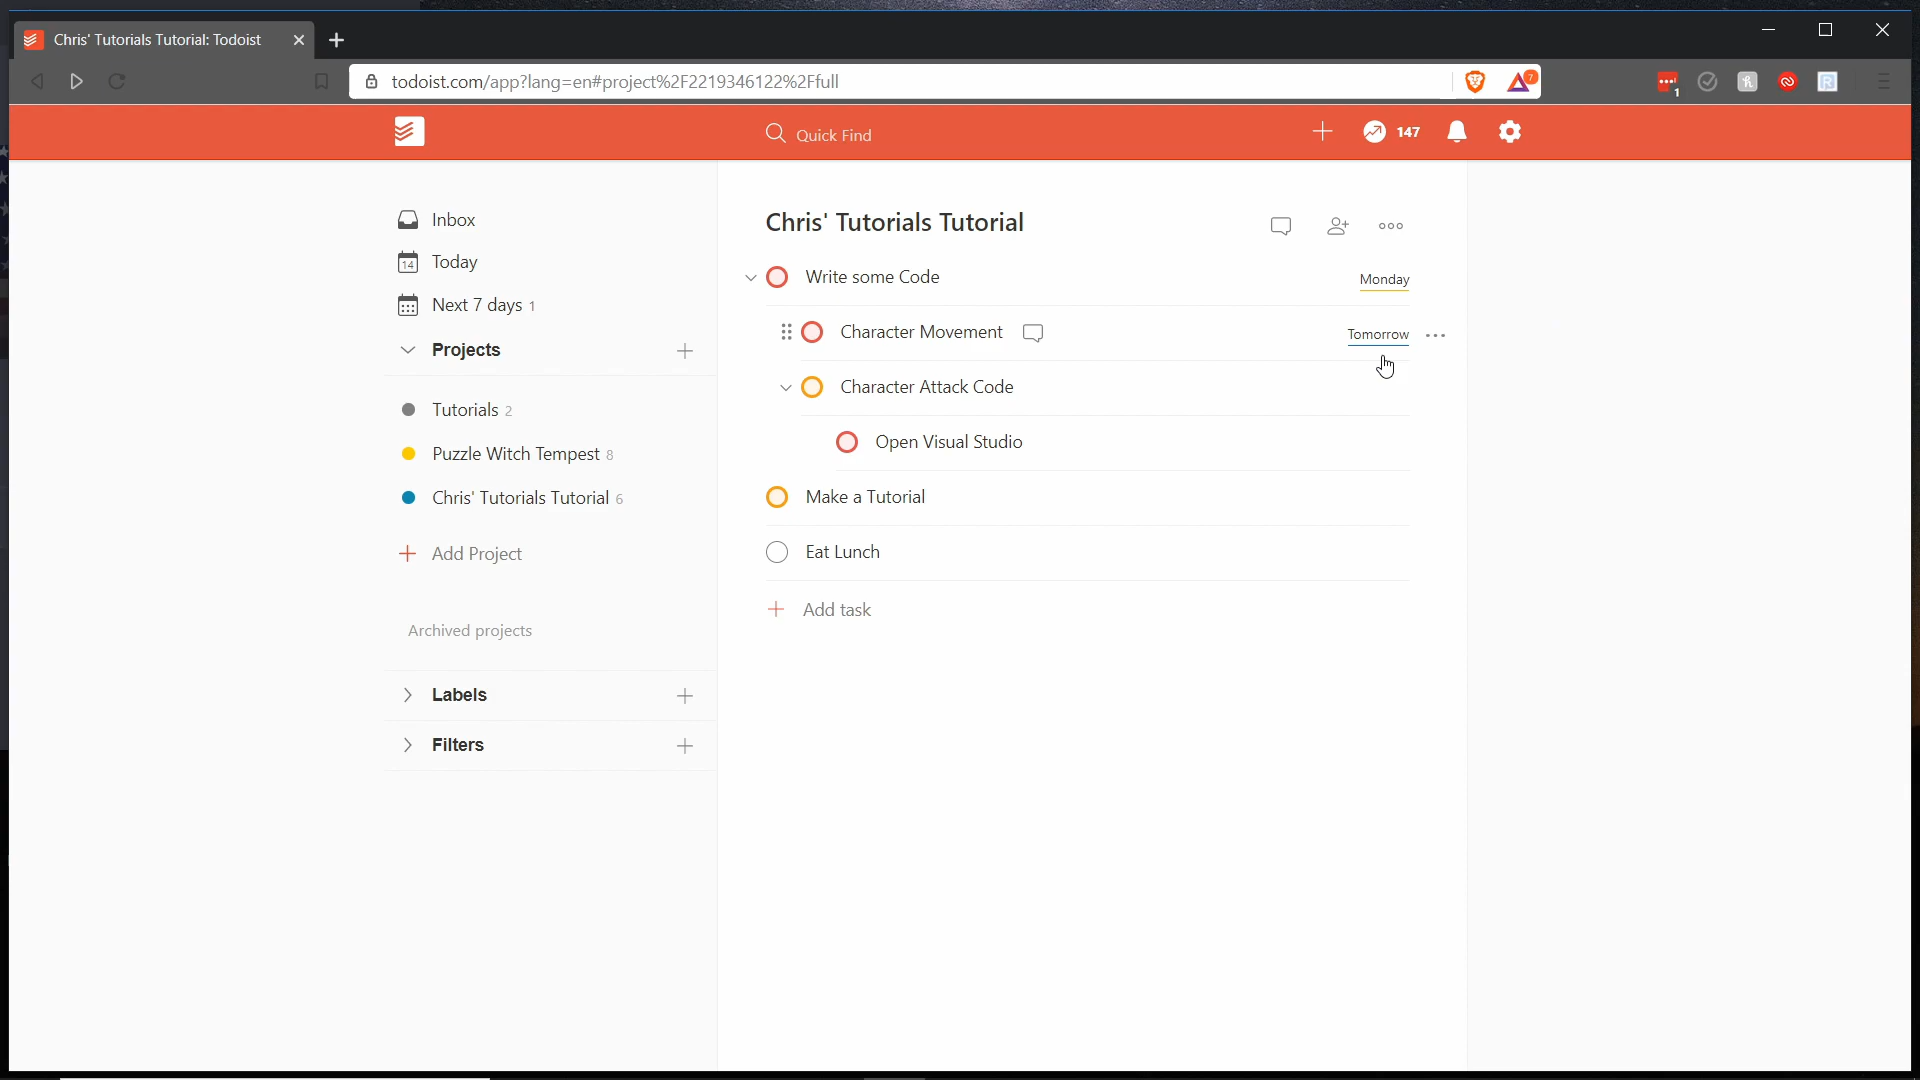 Chris' Tutorials Tutorial: Todoist
todoist.com/app?lang=en#project%2F2219346122%2Ffull
7
1
Quick Find
147
Inbox
14
Today
Next 7 days 1
Projects
Tutorials 2
Puzzle Witch Tempest 8
Chris' Tutorials Tutorial 6
Add Project
Archived projects
Labels
Filters
Chris' Tutorials Tutorial
Write some Code
Monday
Character Movement
Tomorrow
Character Attack Code
Open Visual Studio
Make a Tutorial
Eat Lunch
Add task